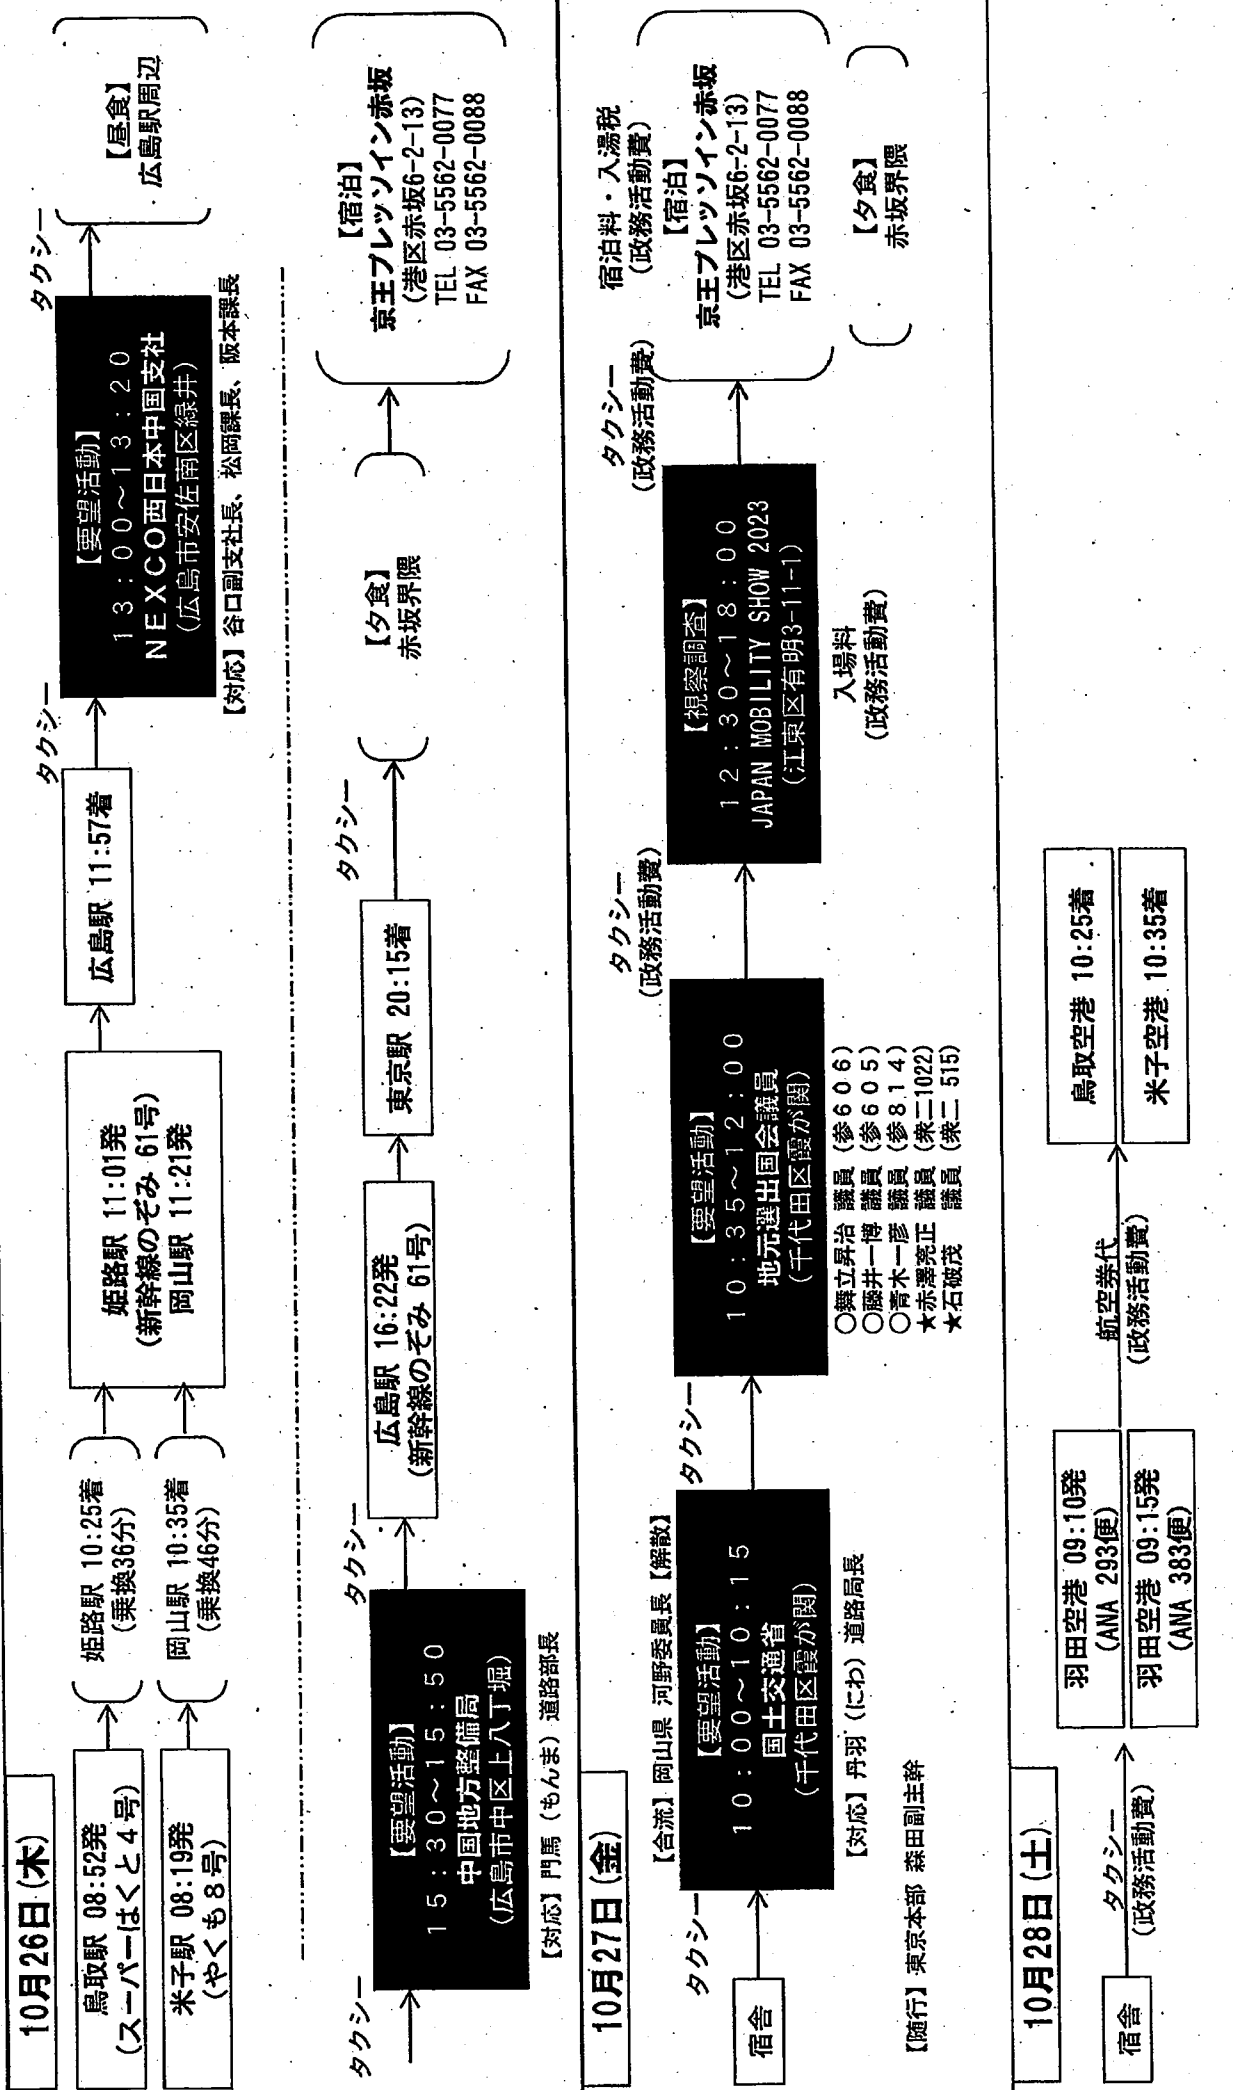 10月26日(木)
鳥取駅 08:52発
(スーパーはくと4号)
米子駅 08:19発
(やくも8号)
姫路駅 10:25着
(乗換36分)
岡山駅 10:35着
(乗換46分)
姫路駅 11:01発
(新幹線のぞみ 61号)
岡山駅 11:21発
広島駅 11:57着
タクシー
【要望活動】
13:00～13:20
NEXCO西日本中国支社
(広島市安佐南区緑井)
【対応】谷口副支社長、松岡課長、阪本課長
タクシー
【昼食】
広島駅周辺
タクシー
【要望活動】
15:30～15:50
中国地方整備局
(広島市中区上八丁堀)
【対応】門馬(もんま)道路部長
タクシー
広島駅 16:22発
(新幹線のぞみ 61号)
東京駅 20:15着
タクシー
【夕食】
赤坂界隈
【宿泊】
京王プレッソイン赤坂
(港区赤坂6-2-13)
TEL 03-5562-0077
FAX 03-5562-0088
10月27日(金)
宿舎
タクシー
【合流】岡山県 河野委員長【解散】
【要望活動】
10:00～10:15
国土交通省
(千代田区霞が関)
【対応】丹羽(にわ)道路局長
【随行】東京本部 森田副主幹
タクシー
【要望活動】
10:35～12:00
地元選出国会議員
(千代田区霞が関)
○舞立昇治 議員(参606)
○藤井一博 議員(参605)
○青木一彦 議員(参814)
★赤澤亮正 議員(衆二1022)
★石破茂 議員(衆二 515)
タクシー
(政務活動費)
【視察調査】
12:30～18:00
JAPAN MOBILITY SHOW 2023
(江東区有明3-11-1)
入場料
(政務活動費)
タクシー
(政務活動費)
宿泊料・入湯税
(政務活動費)
【宿泊】
京王プレッソイン赤坂
(港区赤坂6-2-13)
TEL 03-5562-0077
FAX 03-5562-0088
【夕食】
赤坂界隈
10月28日(土)
宿舎
タクシー
(政務活動費)
羽田空港 09:10発
(ANA 293便)
羽田空港 09:15発
(ANA 383便)
航空券代
(政務活動費)
鳥取空港 10:25着
米子空港 10:35着